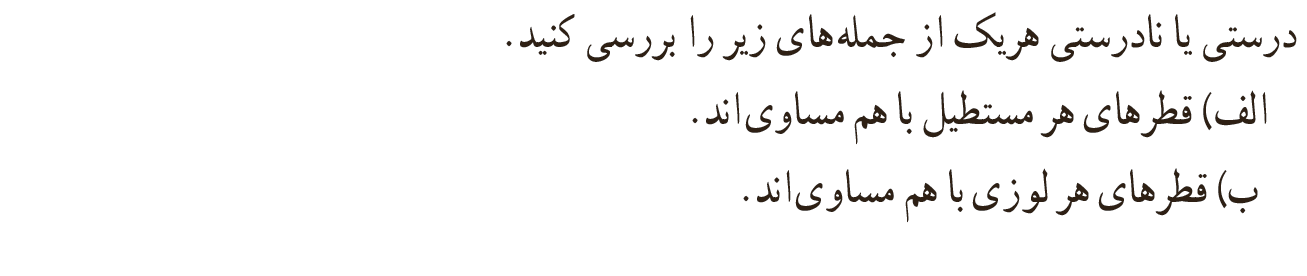 درستی یا نادرستی هریک از جمله‌های زیر را بررسی کنید.
الف) قطرهای هر مستطیل با هم مساوی‌اند.
ب) قطرهای هر لوزی با هم مساوی‌اند.